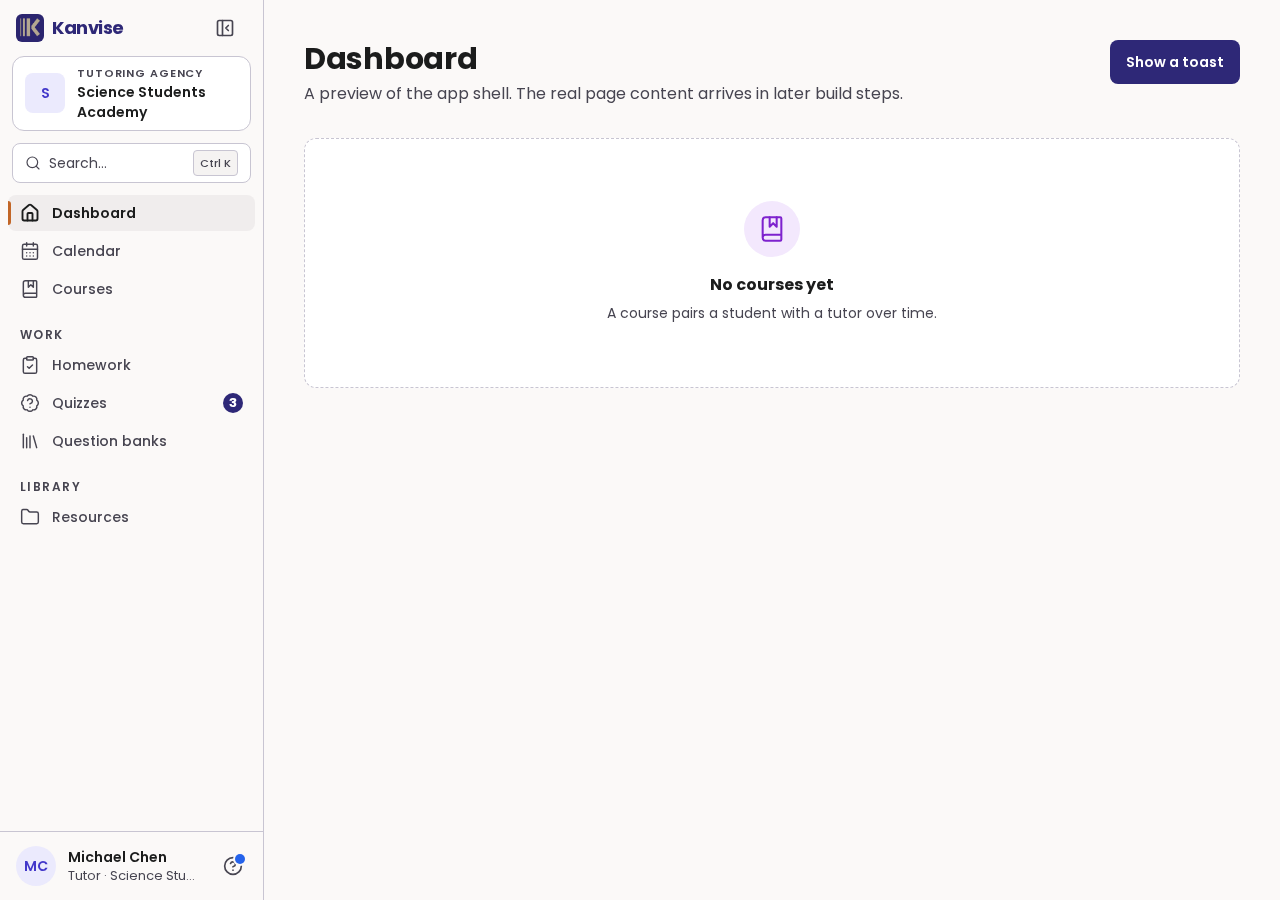 Kanvise
TUTORING AGENCY
S
Science Students
Academy
Search...
Ctrl K
Dashboard
Calendar
Courses
WORK
Homework
Quizzes
3
Question banks
LIBRARY
Resources
MC
Michael Chen
Tutor · Science Stu...
Dashboard
A preview of the app shell. The real page content arrives in later build steps.
Show a toast
No courses yet
A course pairs a student with a tutor over time.